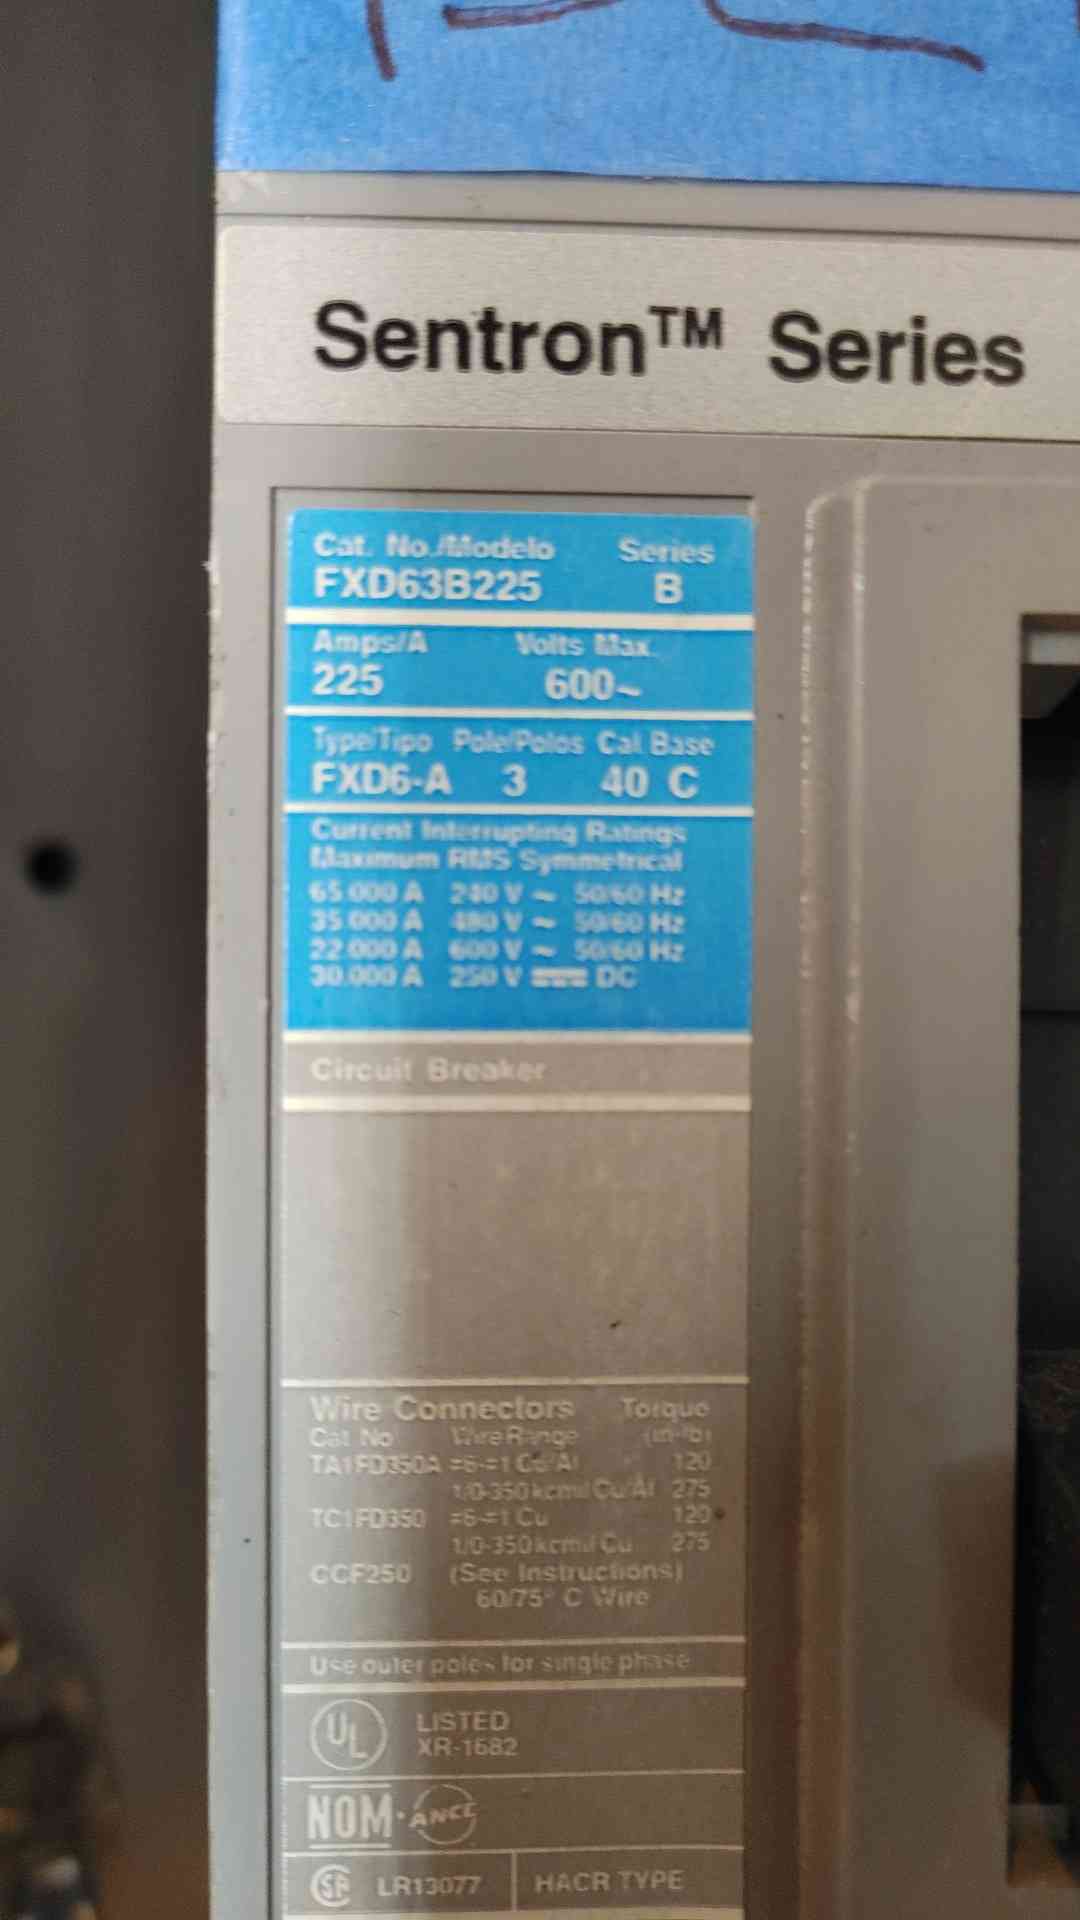 Sentron™ Series
Cat. No./Modelo Series
FXD63B225 B
Amps/A Volts Max.
225 600~
Type/Tipo Pole/Polos Cal. Base
FXD6-A 3 40 C
Current Interrupting Ratings
Maximum RMS Symmetrical
65.000 A 240 V ~ 50/60 Hz
35.000 A 480 V ~ 50/60 Hz
22.000 A 600 V ~ 50/60 Hz
30.000 A 250 V ⎓ DC
Circuit Breaker
Wire Connectors Torque
Cat No Wire Range (in-lb)
TA1FD350A #6-#1 Cu/Al 120
1/0-350 kcmil Cu/Al 275
TC1FD350 #6-#1 Cu 120
1/0-350 kcmil Cu 275
CCF250 (See Instructions)
60/75° C Wire
Use outer poles for single phase
UL LISTED
XR-1682
NOM·ANCE
SA LR13077 HACR TYPE